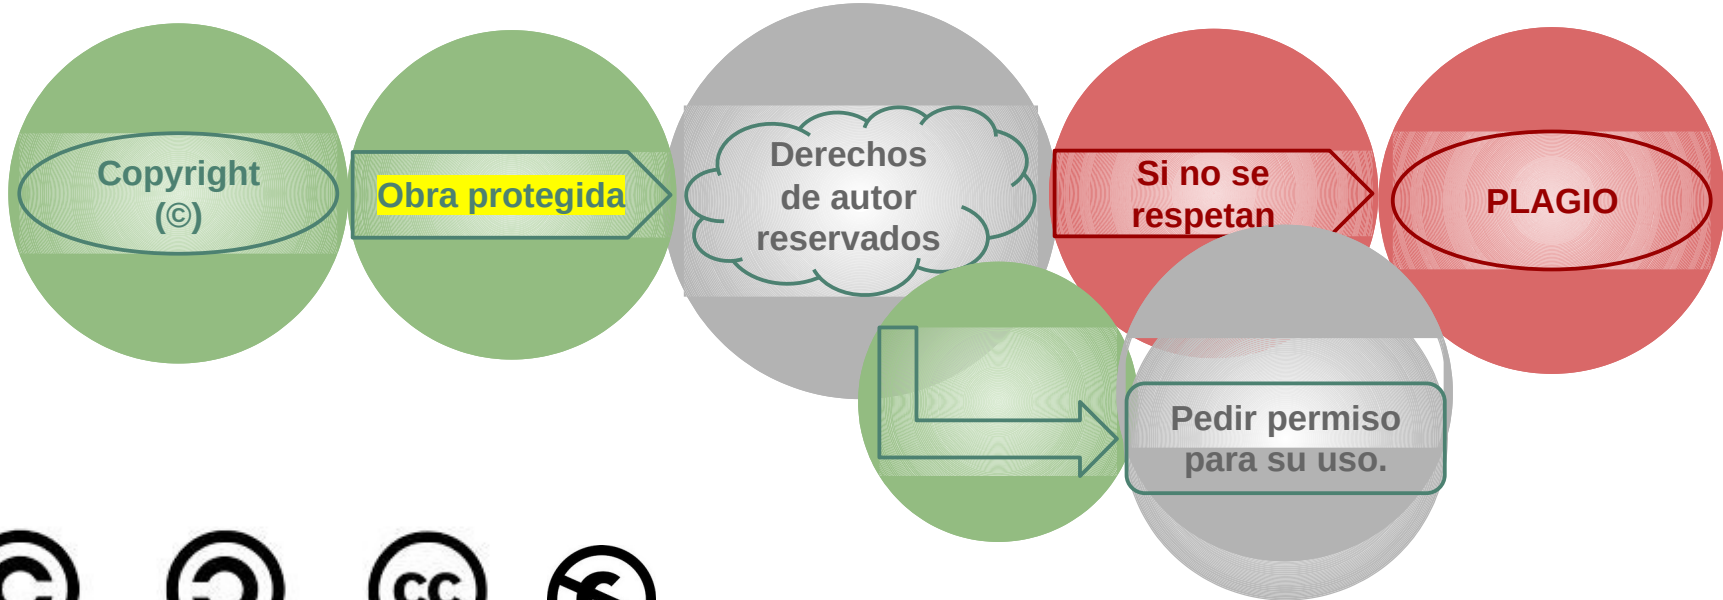 Copyright
(©)
Obra protegida
Derechos
de autor
reservados
Si no se
respetan
PLAGIO
Pedir permiso
para su uso.